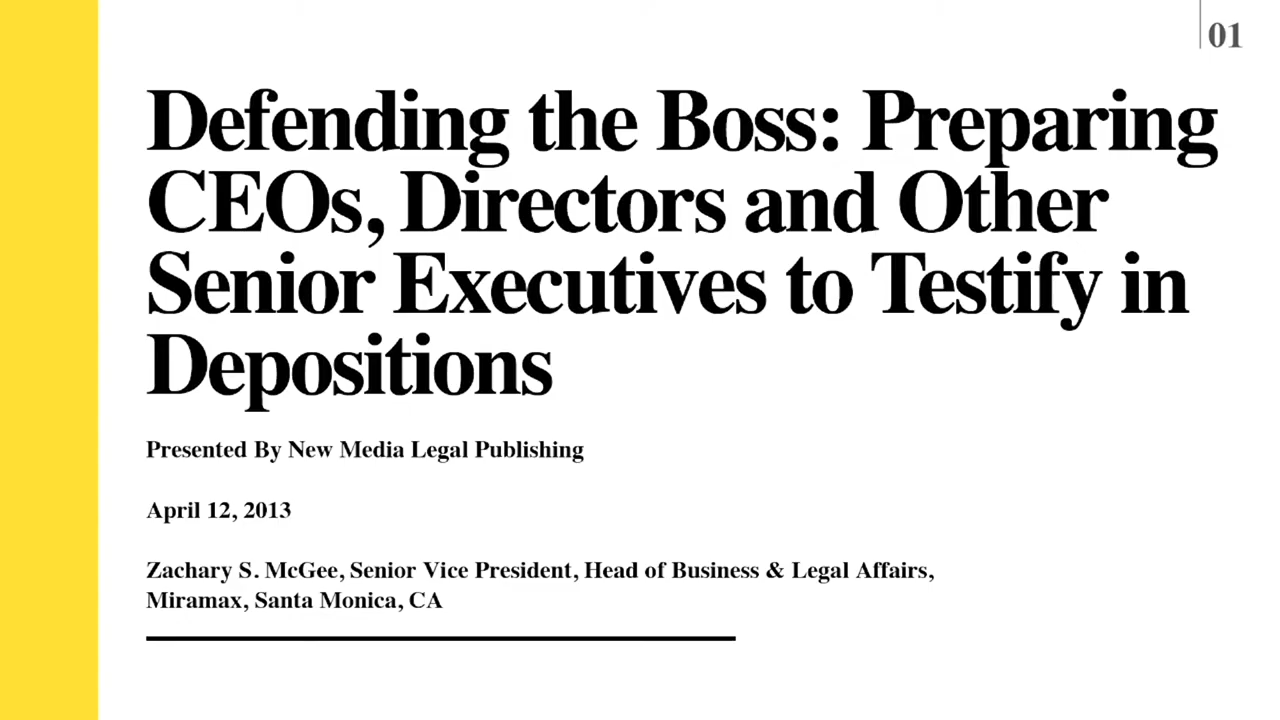 01
Defending the Boss: Preparing
CEOs, Directors and Other
Senior Executives to Testify in
Depositions
Presented By New Media Legal Publishing
April 12, 2013
Zachary S. McGee, Senior Vice President, Head of Business & Legal Affairs,
Miramax, Santa Monica, CA